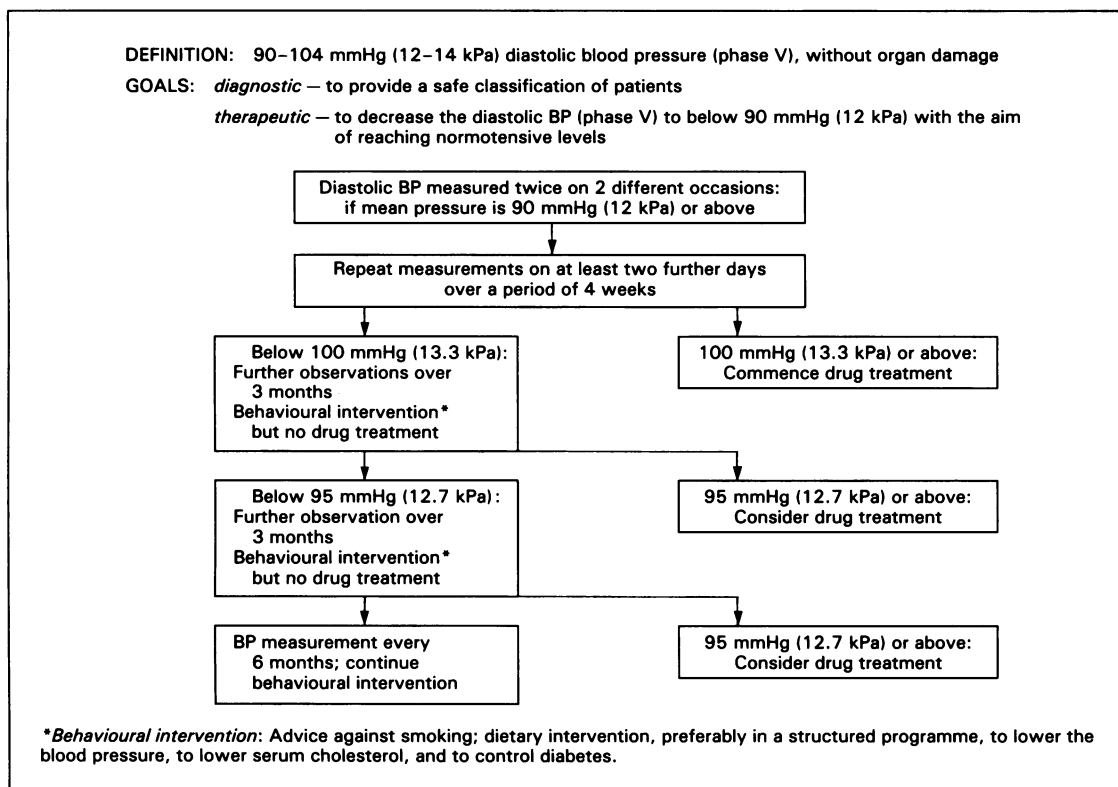 DEFINITION: 90–104 mmHg (12–14 kPa) diastolic blood pressure (phase V), without organ damage
GOALS: diagnostic — to provide a safe classification of patients
therapeutic — to decrease the diastolic BP (phase V) to below 90 mmHg (12 kPa) with the aim
of reaching normotensive levels
Diastolic BP measured twice on 2 different occasions:
if mean pressure is 90 mmHg (12 kPa) or above
Repeat measurements on at least two further days
over a period of 4 weeks
Below 100 mmHg (13.3 kPa):
Further observations over
3 months
Behavioural intervention*
but no drug treatment
100 mmHg (13.3 kPa) or above:
Commence drug treatment
Below 95 mmHg (12.7 kPa):
Further observation over
3 months
Behavioural intervention*
but no drug treatment
95 mmHg (12.7 kPa) or above:
Consider drug treatment
BP measurement every
6 months; continue
behavioural intervention
95 mmHg (12.7 kPa) or above:
Consider drug treatment
*Behavioural intervention: Advice against smoking; dietary intervention, preferably in a structured programme, to lower the
blood pressure, to lower serum cholesterol, and to control diabetes.